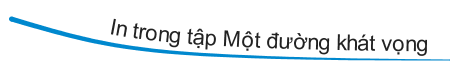 In trong tập Một đường khát vọng